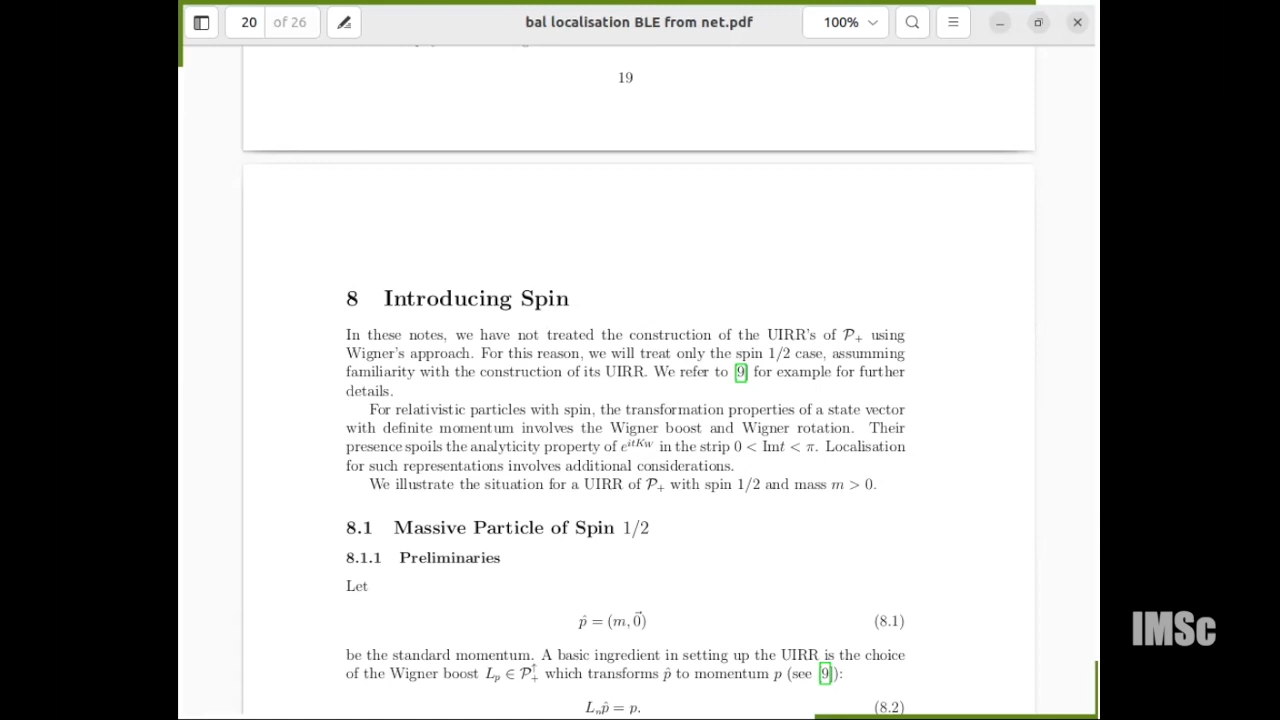 20 of 26
bal localisation BLE from net.pdf
100%
19
8 Introducing Spin
In these notes, we have not treated the construction of the UIRR's of 𝒫₊ using
Wigner's approach. For this reason, we will treat only the spin 1/2 case, assumming
familiarity with the construction of its UIRR. We refer to [9] for example for further
details.
For relativistic particles with spin, the transformation properties of a state vector
with definite momentum involves the Wigner boost and Wigner rotation. Their
presence spoils the analyticity property of e^{itK_W} in the strip 0 < Imt < π. Localisation
for such representations involves additional considerations.
We illustrate the situation for a UIRR of 𝒫₊ with spin 1/2 and mass m > 0.
8.1 Massive Particle of Spin 1/2
8.1.1 Preliminaries
Let
p̂ = (m, 0⃗) (8.1)
be the standard momentum. A basic ingredient in setting up the UIRR is the choice
of the Wigner boost L_p ∈ 𝒫₊^↑ which transforms p̂ to momentum p (see [9]):
L_p p̂ = p. (8.2)
IMSc